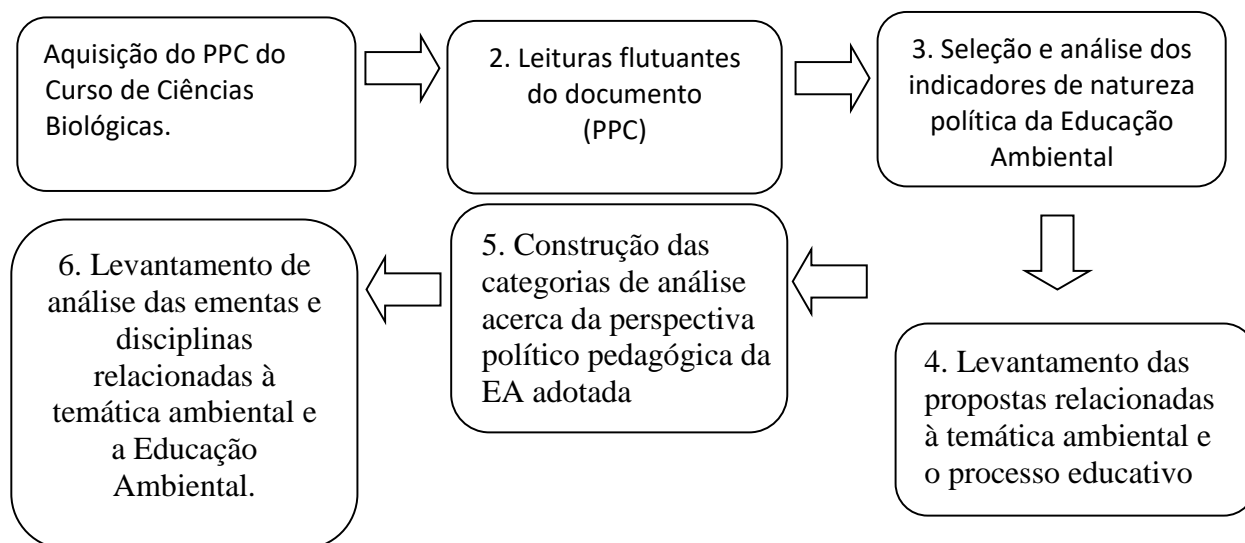 Aquisição do PPC do
Curso de Ciências
Biológicas.
2. Leituras flutuantes
do documento
(PPC)
3. Seleção e análise dos
indicadores de natureza
política da Educação
Ambiental
4. Levantamento das
propostas relacionadas
à temática ambiental e
o processo educativo
5. Construção das
categorias de análise
acerca da perspectiva
político pedagógica da
EA adotada
6. Levantamento de
análise das ementas e
disciplinas
relacionadas à
temática ambiental e
a Educação
Ambiental.